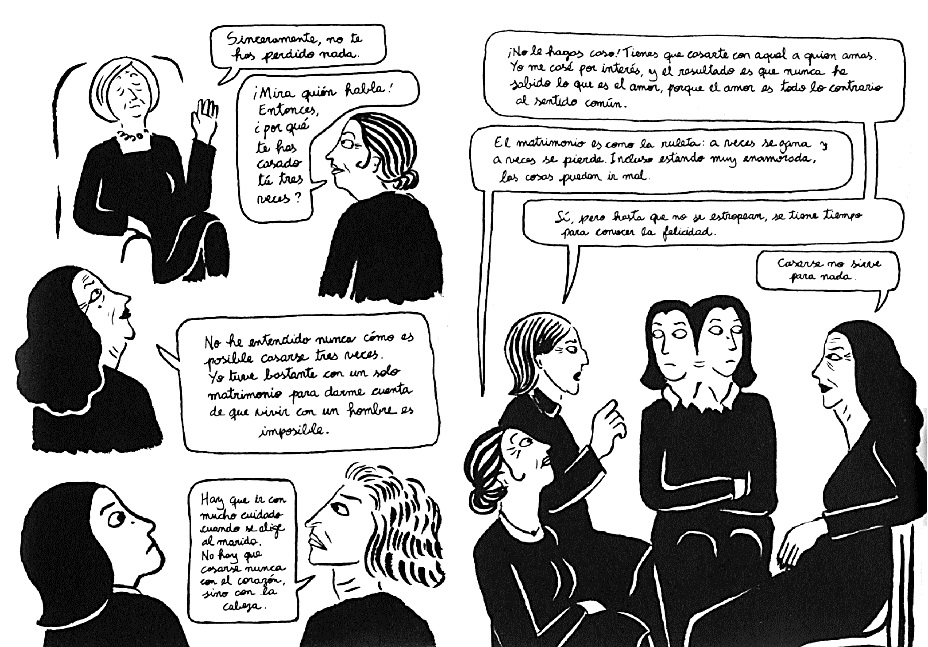 Sinceramente, no te
has perdido nada.
¡Mira quién habla!
Entonces,
¿por qué
te has
casado
tú tres
veces?
No he entendido nunca cómo es
posible casarse tres veces.
Yo tuve bastante con un solo
matrimonio para darme cuenta
de que vivir con un hombre es
imposible.
Hay que ir con
mucho cuidado
cuando se elige
al marido.
No hay que
casarse nunca
con el corazón,
sino con la
cabeza.
¡No le hagas caso! Tienes que casarte con aquel a quien amas.
Yo me casé por interés, y el resultado es que nunca he
sabido lo que es el amor, porque el amor es todo lo contrario
al sentido común.
El matrimonio es como la ruleta: a veces se gana y
a veces se pierde. Incluso estando muy enamorada,
las cosas pueden ir mal.
Sí, pero hasta que no se estropean, se tiene tiempo
para conocer la felicidad.
Casarse no sirve
para nada.